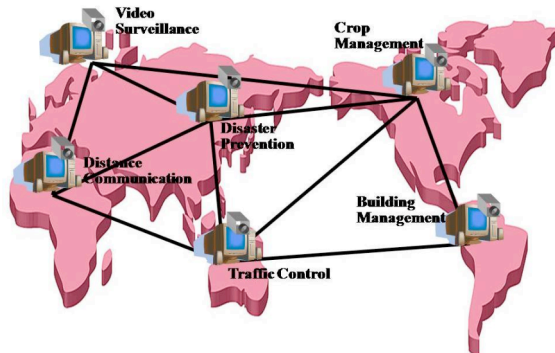 Video
Surveillance
Crop
Management
Disaster
Prevention
Distance
Communication
Building
Management
Traffic Control